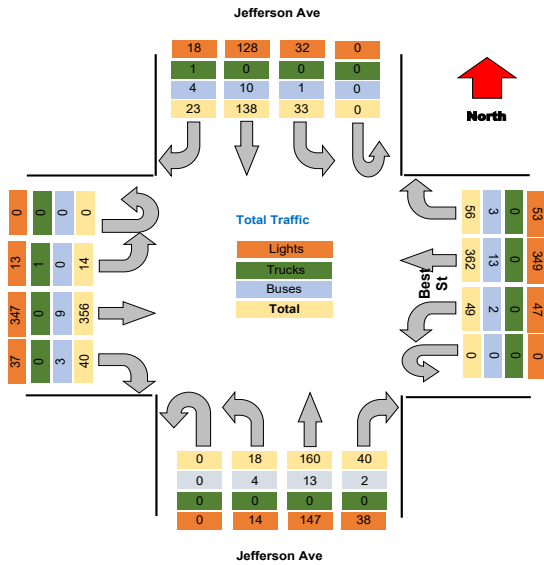 Jefferson Ave
18 128 32 0
1 0 0 0
4 10 1 0
23 138 33 0
North
0 0 0 0
13 1 0 14
347 0 9 356
37 0 3 40
Total Traffic
Lights
Trucks
Buses
Total
Best
St
56 3 0 53
362 13 0 349
49 2 0 47
0 0 0 0
0 18 160 40
0 4 13 2
0 0 0 0
0 14 147 38
Jefferson Ave